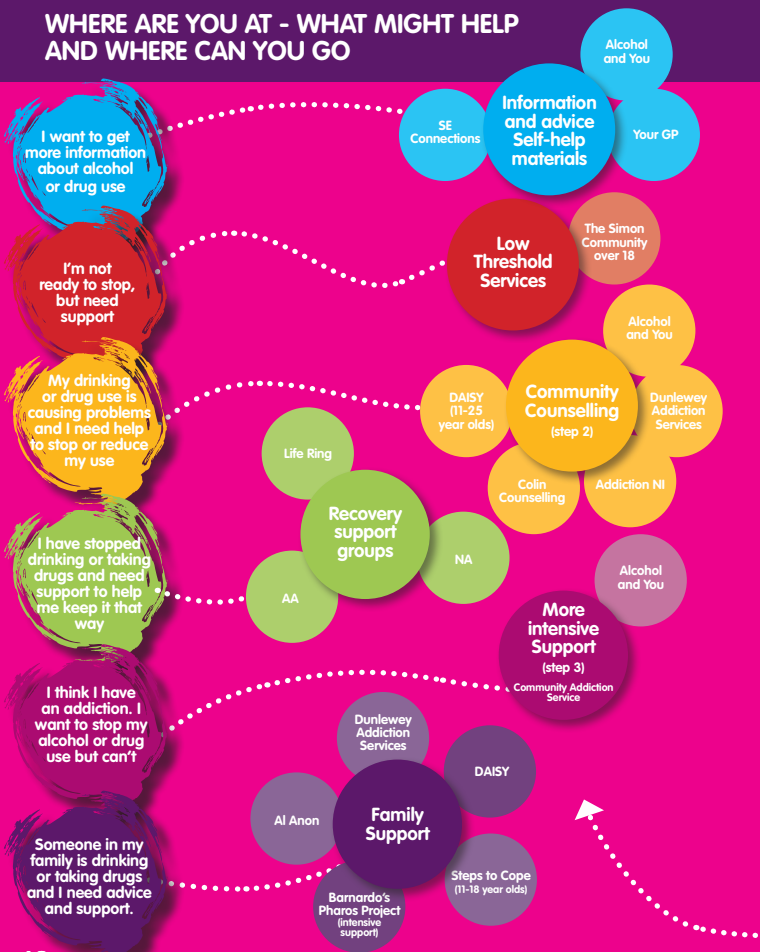 WHERE ARE YOU AT - WHAT MIGHT HELP
AND WHERE CAN YOU GO
I want to get
more information
about alcohol
or drug use
Information
and advice
Self-help
materials
SE
Connections
Alcohol
and You
Your GP
I'm not
ready to stop,
but need
support
Low
Threshold
Services
The Simon
Community
over 18
My drinking
or drug use is
causing problems
and I need help
to stop or reduce
my use
Community
Counselling
(step 2)
DAISY
(11-25
year olds)
Alcohol
and You
Dunlewey
Addiction
Services
Addiction NI
Colin
Counselling
I have stopped
drinking or taking
drugs and need
support to help
me keep it that
way
Recovery
support
groups
Life Ring
NA
AA
I think I have
an addiction. I
want to stop my
alcohol or drug
use but can't
More
intensive
Support
(step 3)
Community Addiction
Service
Alcohol
and You
Someone in my
family is drinking
or taking drugs
and I need advice
and support.
Family
Support
Dunlewey
Addiction
Services
DAISY
Al Anon
Steps to Cope
(11-18 year olds)
Barnardo's
Pharos Project
(intensive
support)